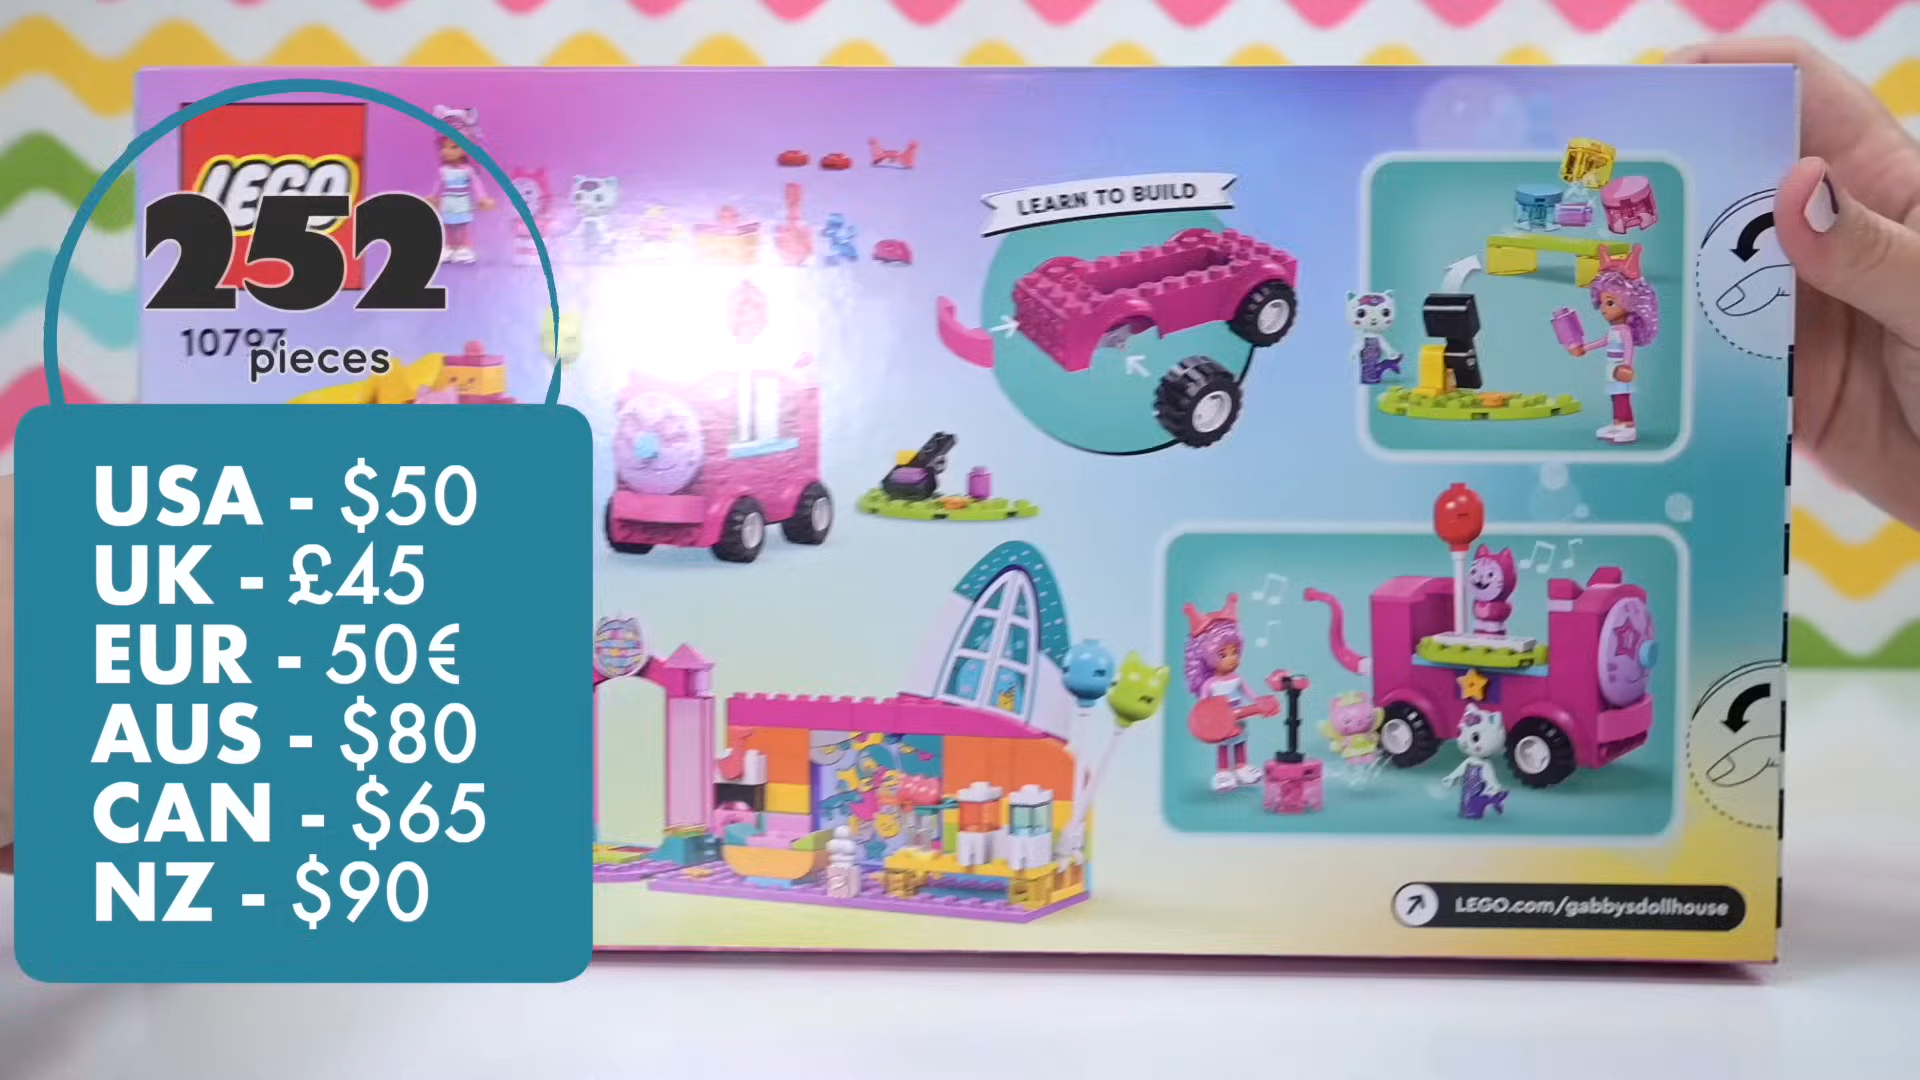 LEGO
252
10797
pieces
LEARN TO BUILD
USA - $50
UK - £45
EUR - 50€
AUS - $80
CAN - $65
NZ - $90
LEGO.com/gabbysdollhouse